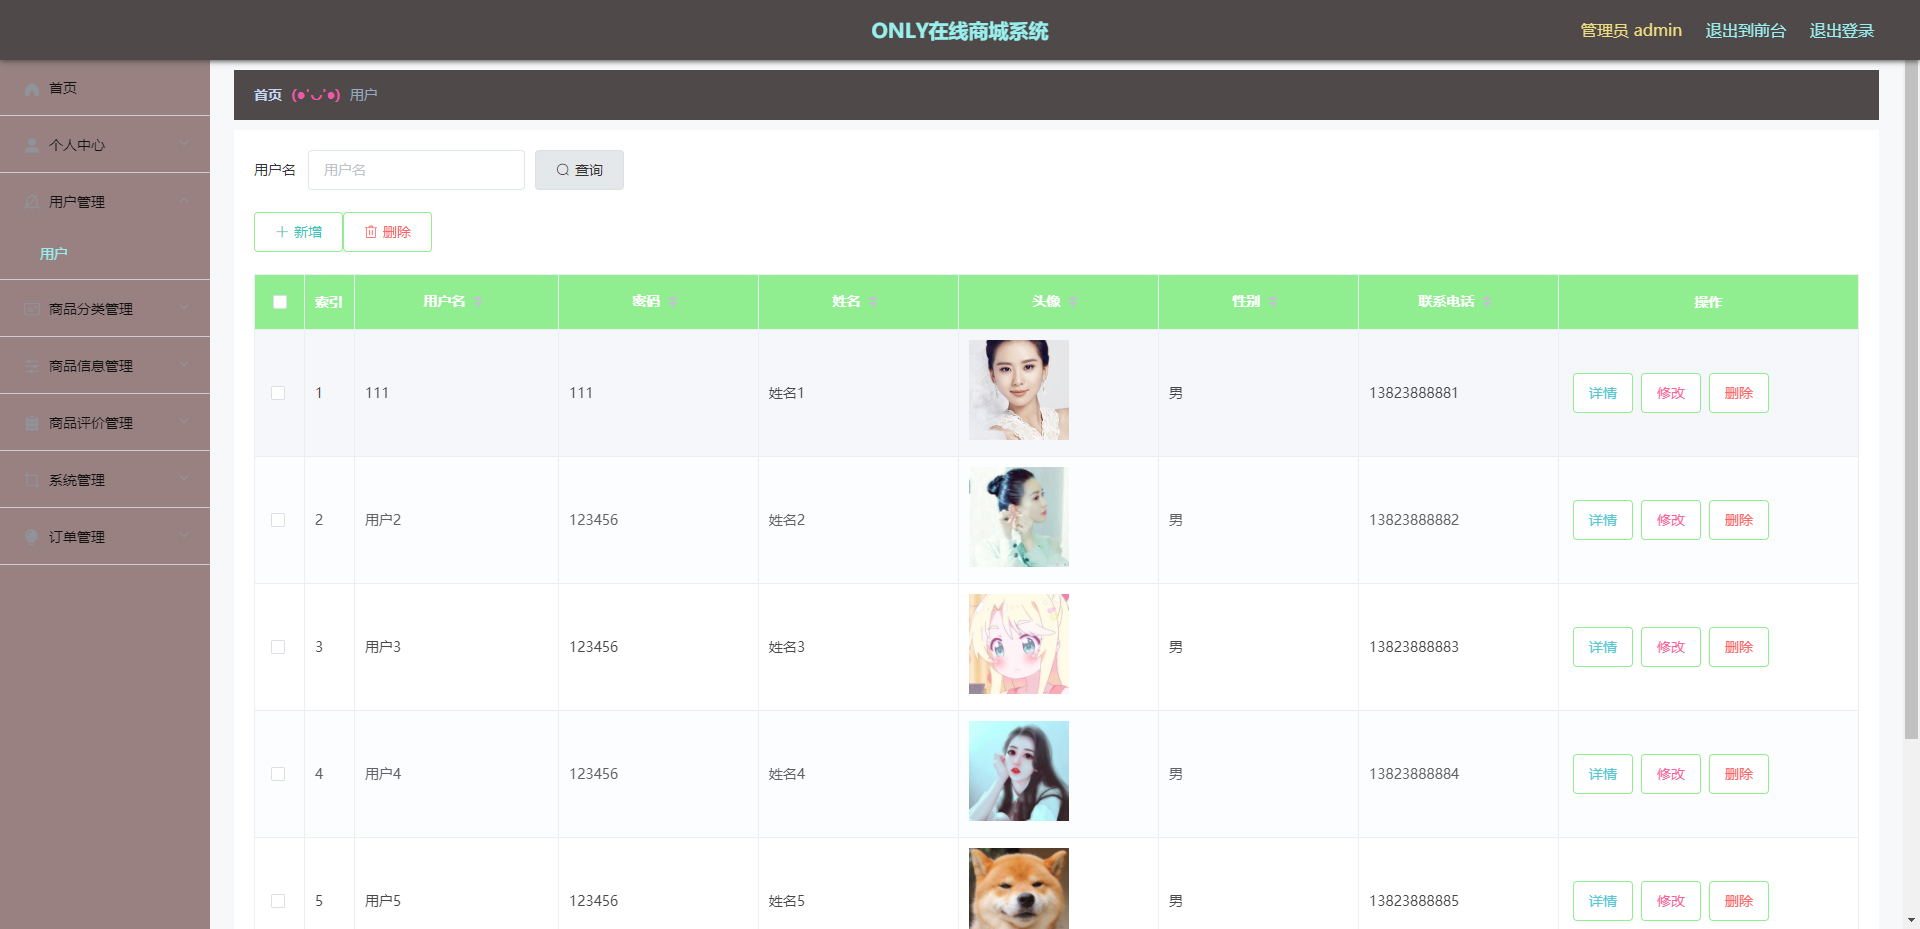 ONLY在线商城系统
管理员 admin 退出到前台 退出登录
首页
个人中心
用户管理
用户
商品分类管理
商品信息管理
商品评价管理
系统管理
订单管理
首页 (●'◡'●) 用户
用户名 用户名 查询
新增 删除
索引 用户名 密码 姓名 头像 性别 联系电话 操作
1 111 111 姓名1 男 13823888881 详情 修改 删除
2 用户2 123456 姓名2 男 13823888882 详情 修改 删除
3 用户3 123456 姓名3 男 13823888883 详情 修改 删除
4 用户4 123456 姓名4 男 13823888884 详情 修改 删除
5 用户5 123456 姓名5 男 13823888885 详情 修改 删除